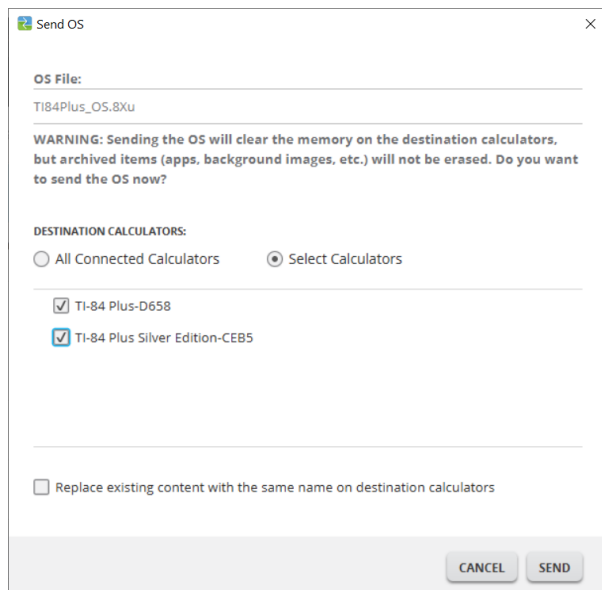 Send OS
OS File:
TI84Plus_OS.8Xu
WARNING: Sending the OS will clear the memory on the destination calculators,
but archived items (apps, background images, etc.) will not be erased. Do you want
to send the OS now?
DESTINATION CALCULATORS:
All Connected Calculators
Select Calculators
TI-84 Plus-D658
TI-84 Plus Silver Edition-CEB5
Replace existing content with the same name on destination calculators
CANCEL
SEND